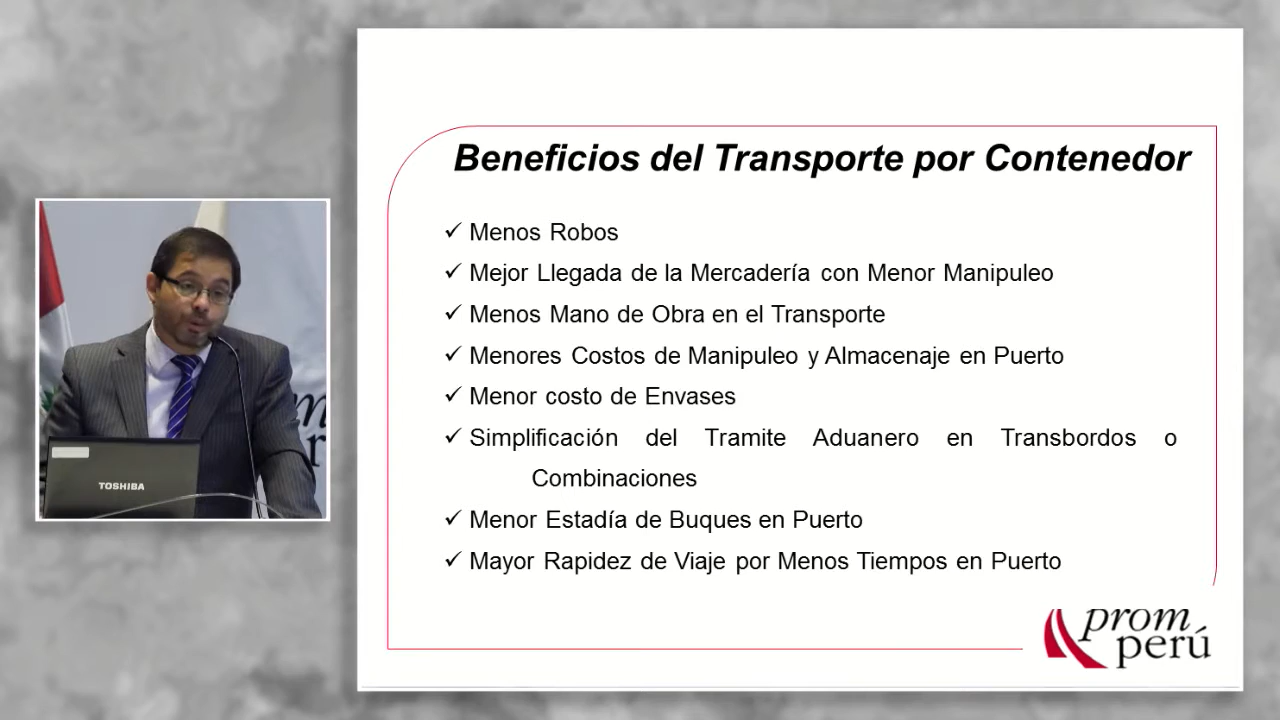 Beneficios del Transporte por Contenedor
✓ Menos Robos
✓ Mejor Llegada de la Mercadería con Menor Manipuleo
✓ Menos Mano de Obra en el Transporte
✓ Menores Costos de Manipuleo y Almacenaje en Puerto
✓ Menor costo de Envases
✓ Simplificación del Tramite Aduanero en Transbordos o
Combinaciones
✓ Menor Estadía de Buques en Puerto
✓ Mayor Rapidez de Viaje por Menos Tiempos en Puerto
prom
perú
TOSHIBA